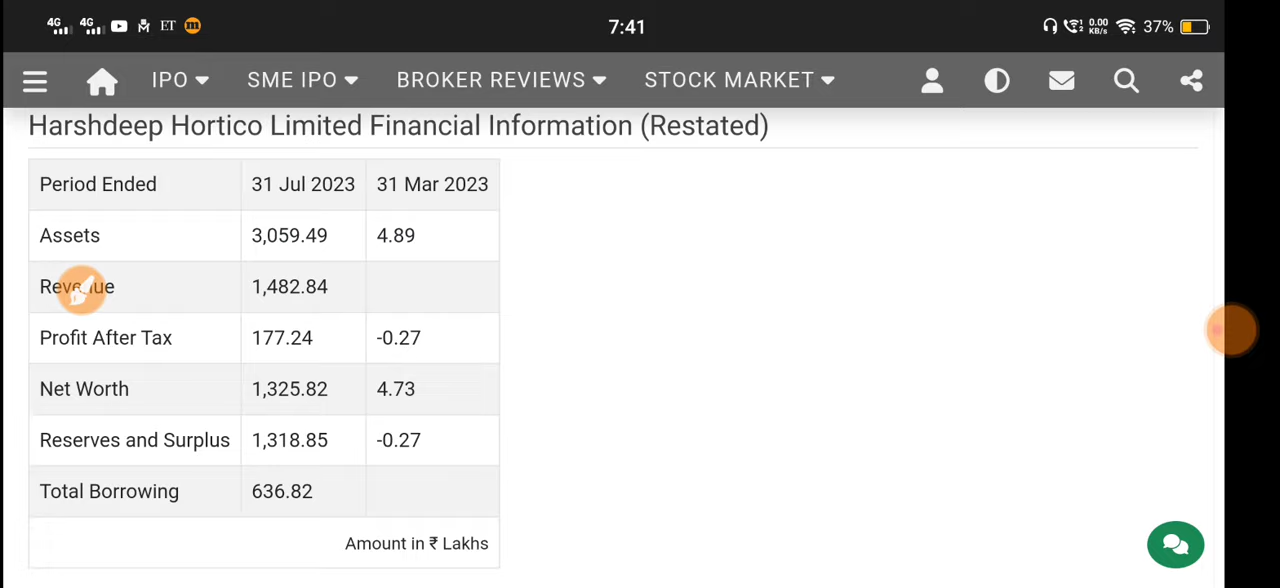 4G 4G ET m 7:41 0.00 KB/s 37%
IPO SME IPO BROKER REVIEWS STOCK MARKET
Harshdeep Hortico Limited Financial Information (Restated)
Period Ended 31 Jul 2023 31 Mar 2023
Assets 3,059.49 4.89
Revenue 1,482.84
Profit After Tax 177.24 -0.27
Net Worth 1,325.82 4.73
Reserves and Surplus 1,318.85 -0.27
Total Borrowing 636.82
Amount in ₹ Lakhs